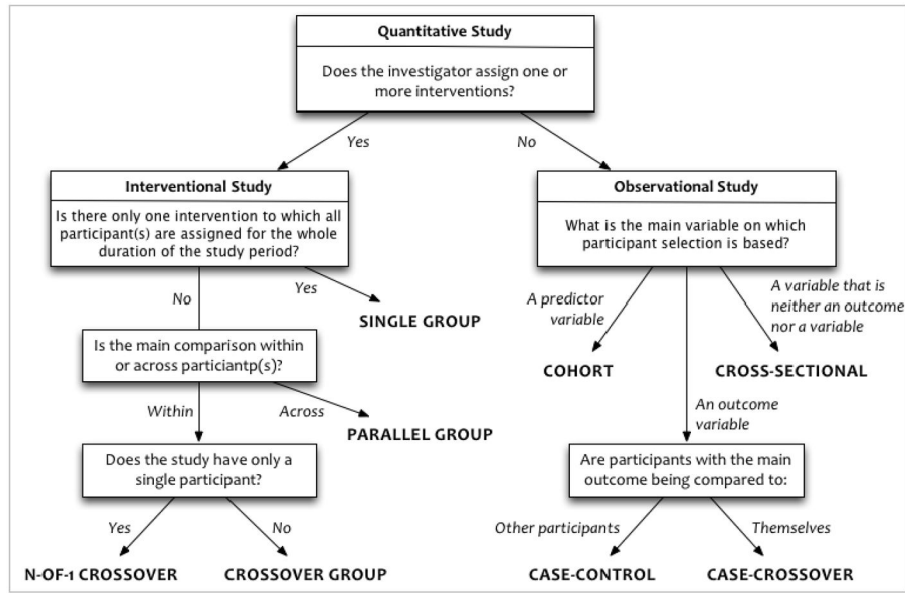 Quantitative Study
Does the investigator assign one or
more interventions?
Yes
No
Interventional Study
Is there only one intervention to which all
participant(s) are assigned for the whole
duration of the study period?
Observational Study
What is the main variable on which
participant selection is based?
No
Yes
SINGLE GROUP
A predictor
variable
A variable that is
neither an outcome
nor a variable
COHORT
CROSS-SECTIONAL
Is the main comparison within
or across particiantp(s)?
Within
Across
PARALLEL GROUP
An outcome
variable
Does the study have only a
single participant?
Are participants with the main
outcome being compared to:
Yes
No
Other participants
Themselves
N-OF-1 CROSSOVER
CROSSOVER GROUP
CASE-CONTROL
CASE-CROSSOVER